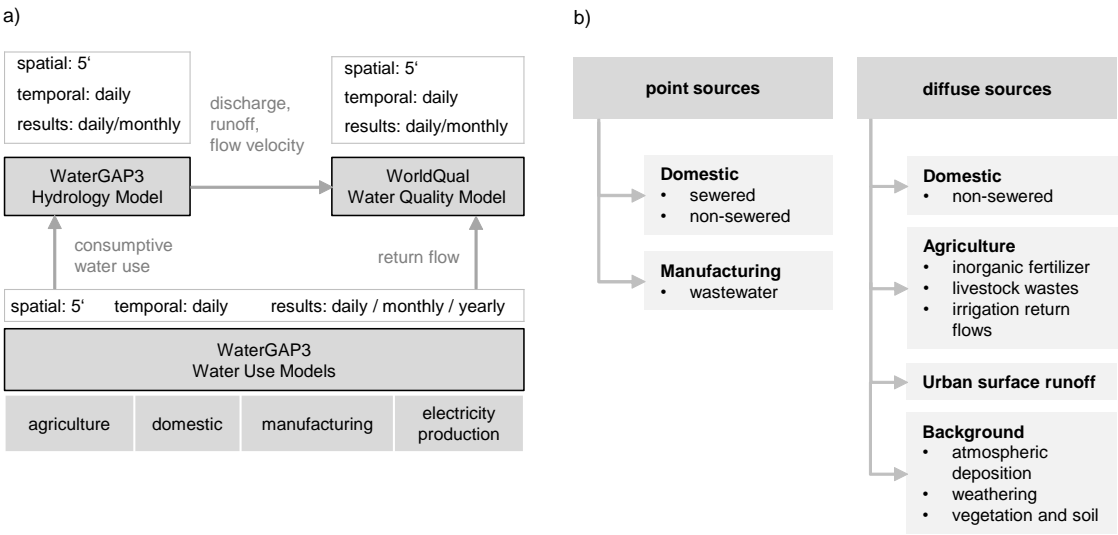 a)
spatial: 5‘
temporal: daily
results: daily/monthly
discharge,
runoff,
flow velocity
spatial: 5‘
temporal: daily
results: daily/monthly
WaterGAP3
Hydrology Model
WorldQual
Water Quality Model
consumptive
water use
return flow
spatial: 5‘ temporal: daily results: daily / monthly / yearly
WaterGAP3
Water Use Models
agriculture
domestic
manufacturing
electricity
production
b)
point sources
Domestic
• sewered
• non-sewered
Manufacturing
• wastewater
diffuse sources
Domestic
• non-sewered
Agriculture
• inorganic fertilizer
• livestock wastes
• irrigation return
flows
Urban surface runoff
Background
• atmospheric
deposition
• weathering
• vegetation and soil